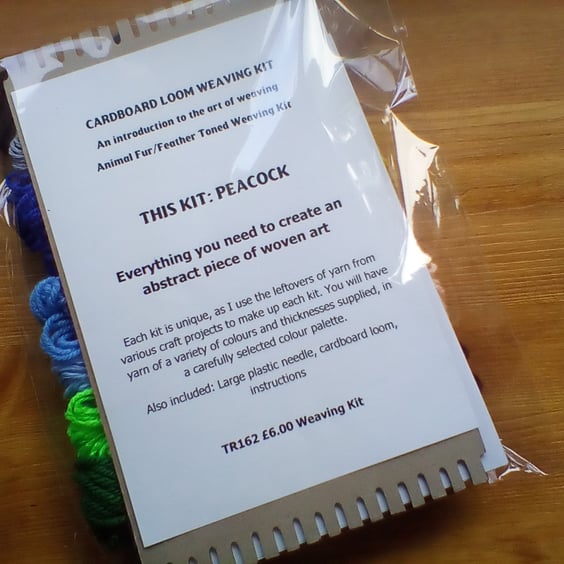 CARDBOARD LOOM WEAVING KIT
An introduction to the art of weaving
Animal Fur/Feather Toned Weaving Kit
THIS KIT: PEACOCK
Everything you need to create an
abstract piece of woven art
Each kit is unique, as I use the leftovers of yarn from
various craft projects to make up each kit. You will have
yarn of a variety of colours and thicknesses supplied, in
a carefully selected colour palette.
Also included: Large plastic needle, cardboard loom,
instructions
TR162 £6.00 Weaving Kit